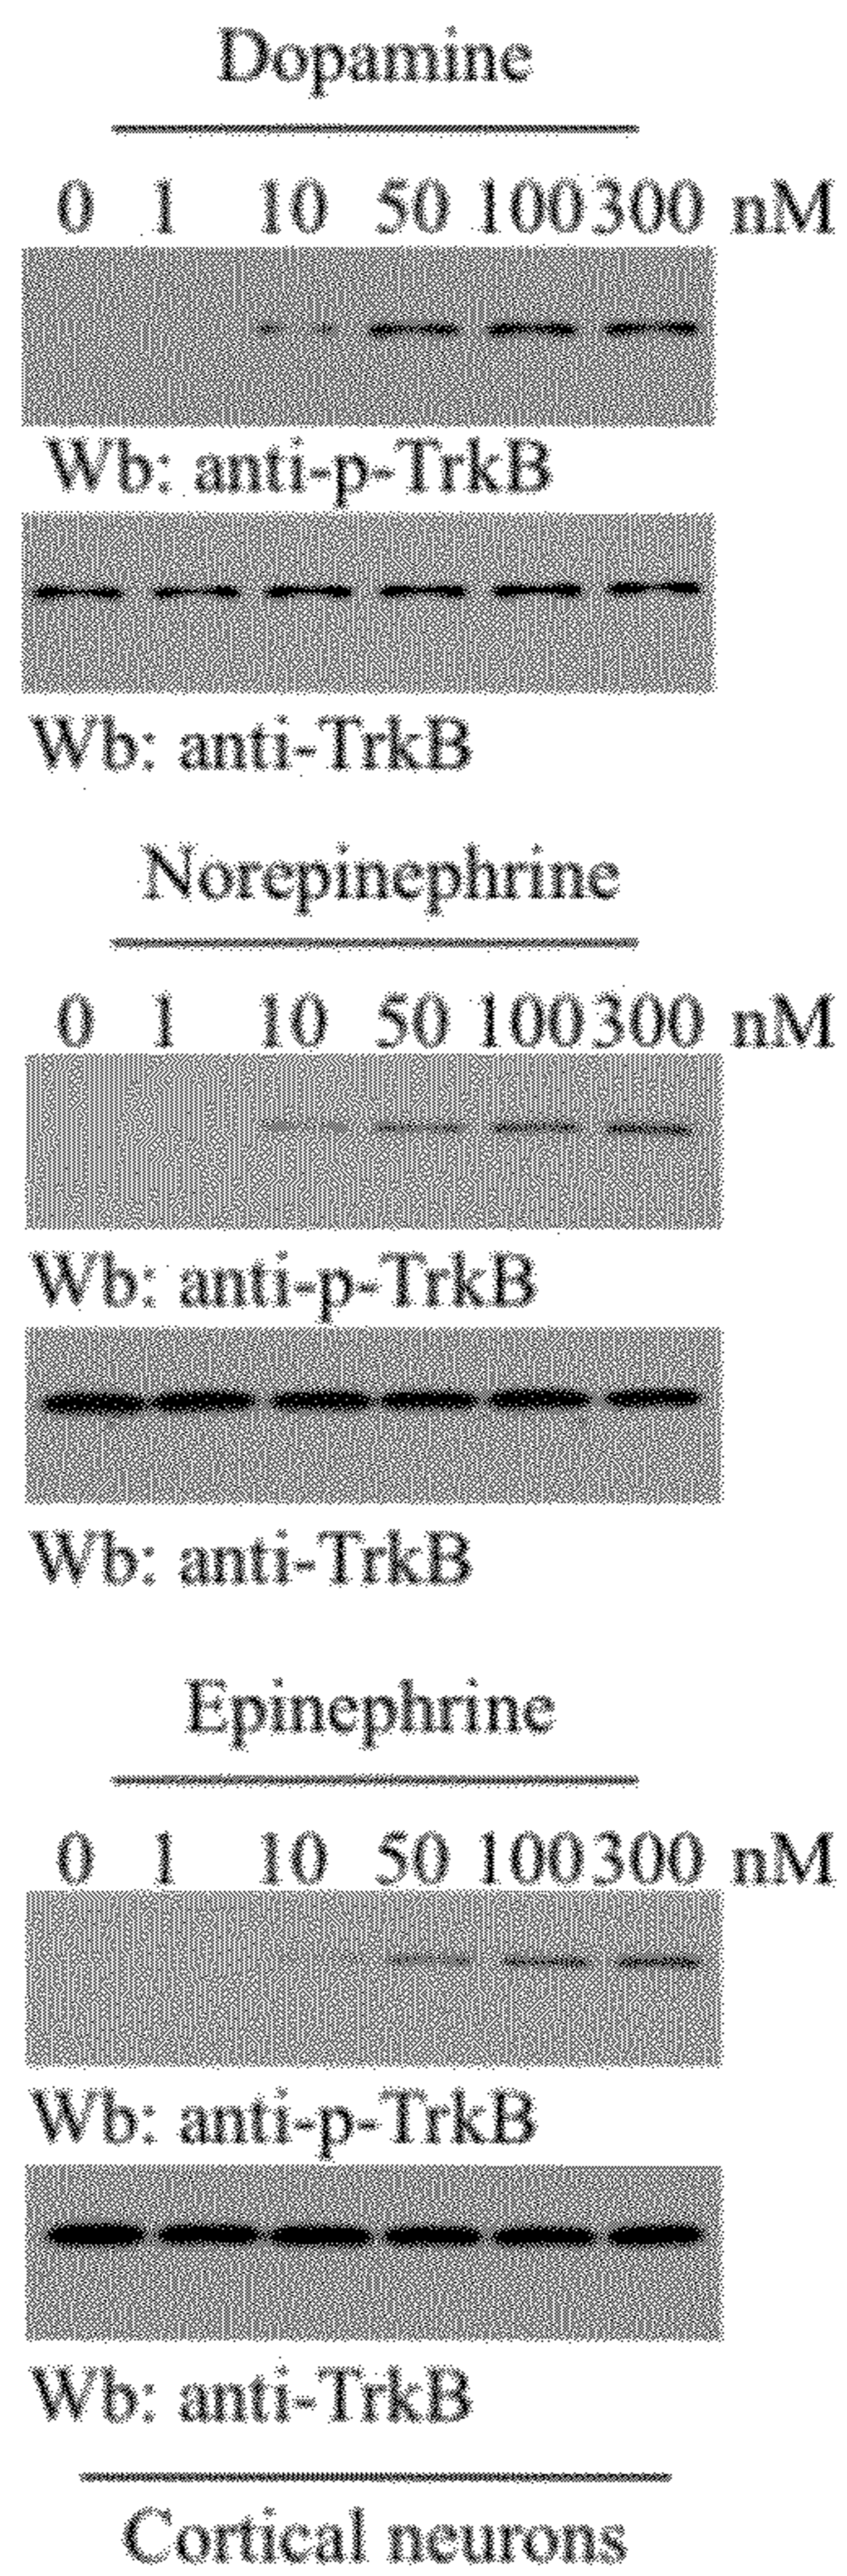 Dopamine
0 1 10 50 100 300 nM
Wb: anti-p-TrkB
Wb: anti-TrkB
Norepinephrine
0 1 10 50 100 300 nM
Wb: anti-p-TrkB
Wb: anti-TrkB
Epinephrine
0 1 10 50 100 300 nM
Wb: anti-p-TrkB
Wb: anti-TrkB
Cortical neurons